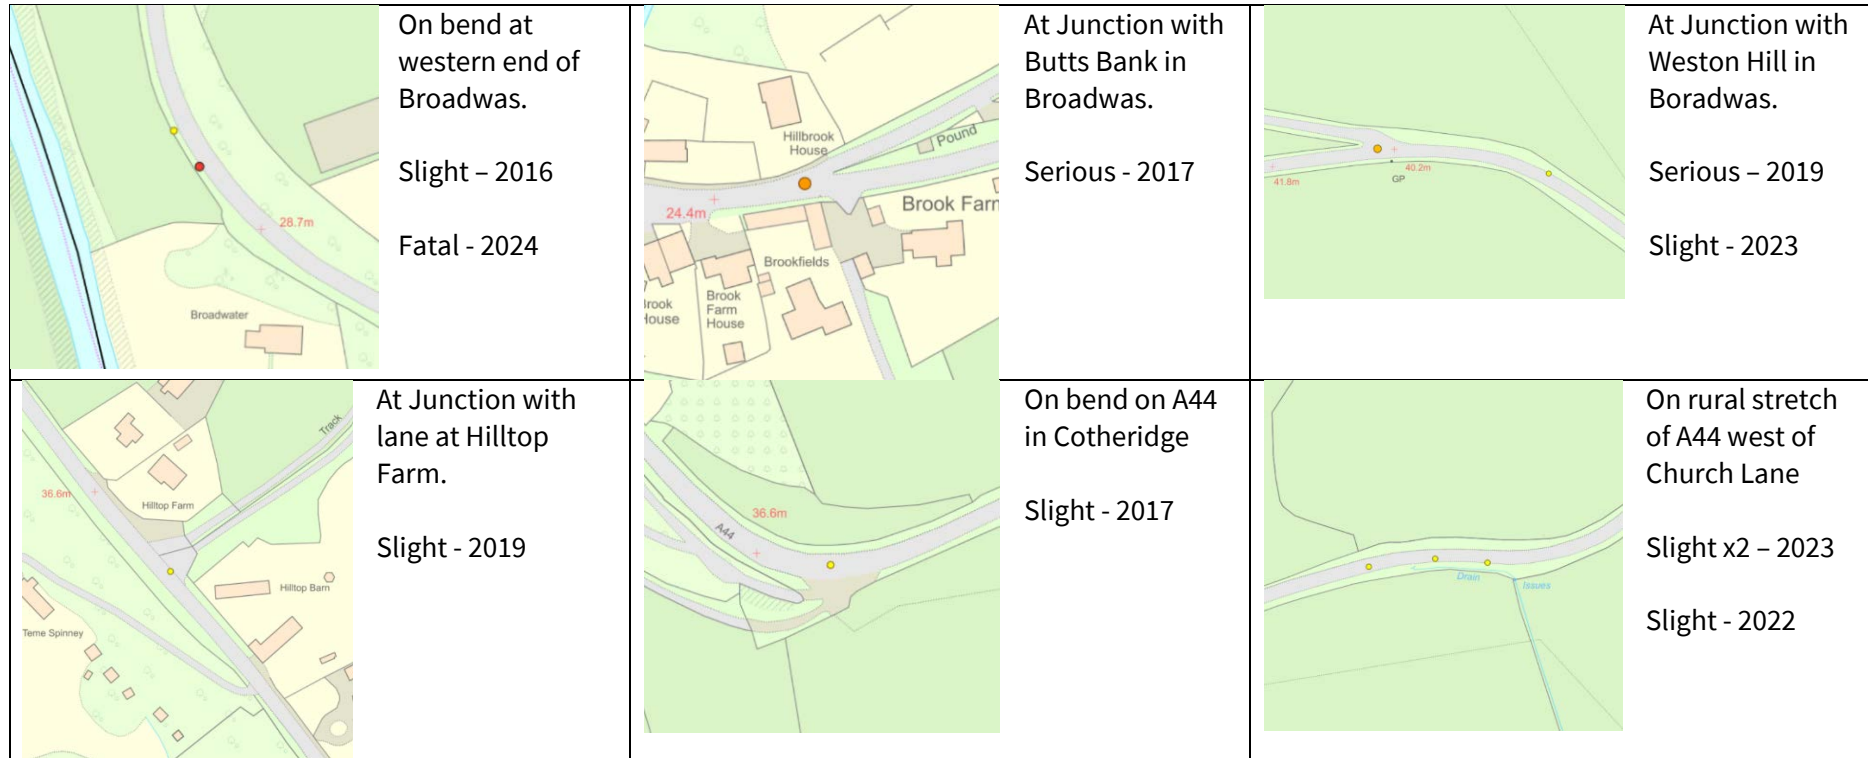 On bend at
western end of
Broadwas.
Slight – 2016
Fatal - 2024
28.7m
Broadwater
At Junction with
Butts Bank in
Broadwas.
Serious - 2017
Hillbrook
House
Pound
24.4m
Brook Farm
Brookfields
Brook
House
Brook
Farm
House
At Junction with
Weston Hill in
Boradwas.
Serious – 2019
Slight - 2023
40.2m
41.8m
GP
At Junction with
lane at Hilltop
Farm.
Slight - 2019
Track
36.6m
Hilltop Farm
Hilltop Barn
Teme Spinney
On bend on A44
in Cotheridge
Slight - 2017
36.6m
A44
On rural stretch
of A44 west of
Church Lane
Slight x2 – 2023
Slight - 2022
Drain
Issues